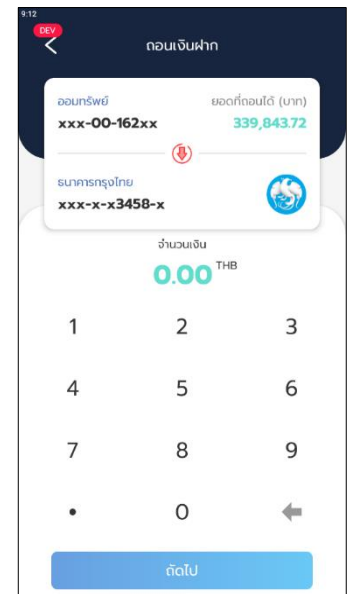 9:12
DEV
ถอนเงินฝาก
ออมทรัพย์ ยอดที่ถอนได้ (บาท)
xxx-00-162xx 339,843.72
ธนาคารกรุงไทย
xxx-x-x3458-x
จำนวนเงิน
0.00 THB
1 2 3
4 5 6
7 8 9
. 0
ถัดไป